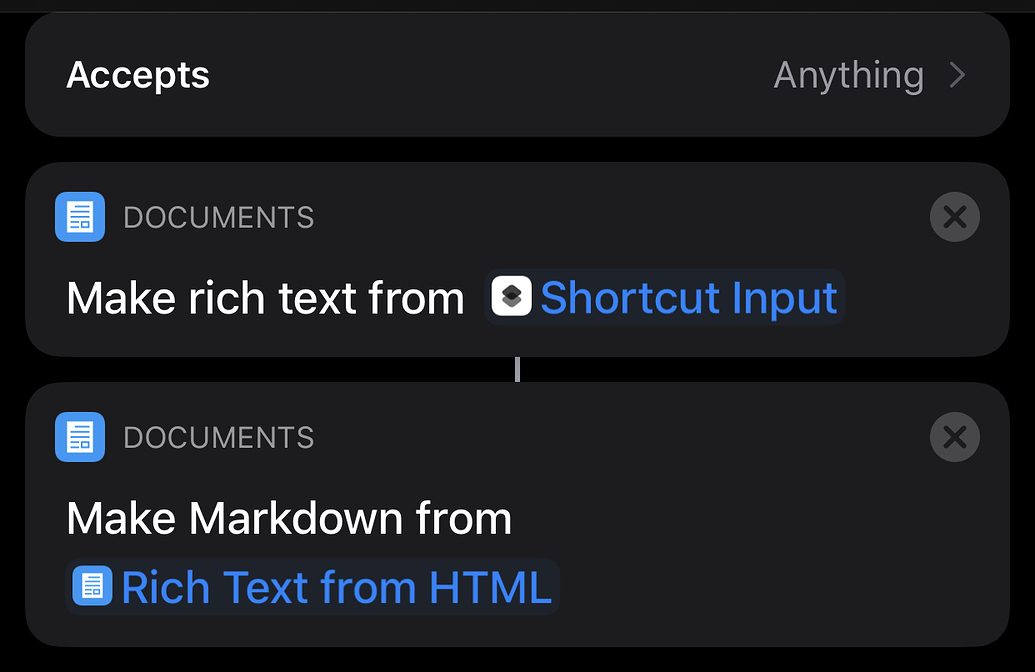 Accepts Anything
DOCUMENTS
Make rich text from Shortcut Input
DOCUMENTS
Make Markdown from
Rich Text from HTML